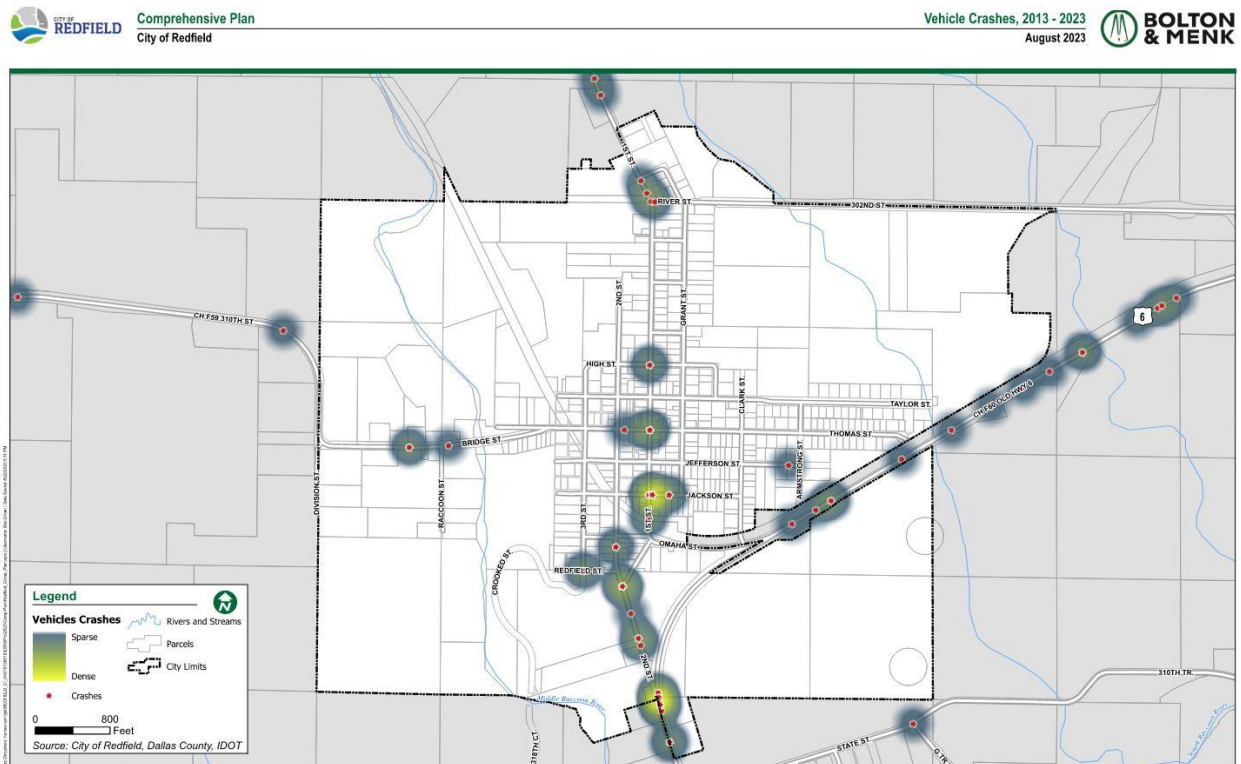 CITY OF
REDFIELD
Comprehensive Plan
City of Redfield
Vehicle Crashes, 2013 - 2023
August 2023
BOLTON
& MENK
1ST ST.
RIVER ST.
302ND ST.
CH F59 310TH ST
2ND ST.
GRANT ST.
6
HIGH ST.
CLARK ST.
TAYLOR ST.
CH F90 OLD HWY 6
BRIDGE ST.
THOMAS ST.
JEFFERSON ST.
ARMSTRONG ST.
DIVISION ST.
RACCOON ST.
3RD ST.
1ST ST.
JACKSON ST.
OMAHA ST.
CROOKED ST.
REDFIELD ST.
2ND ST.
310TH TR.
Middle Raccoon River
South Raccoon River
318TH CT.
STATE ST.
G TR
Legend
N
Vehicles Crashes
Sparse
Dense
Crashes
Rivers and Streams
Parcels
City Limits
0 800
Feet
Source: City of Redfield, Dallas County, IDOT